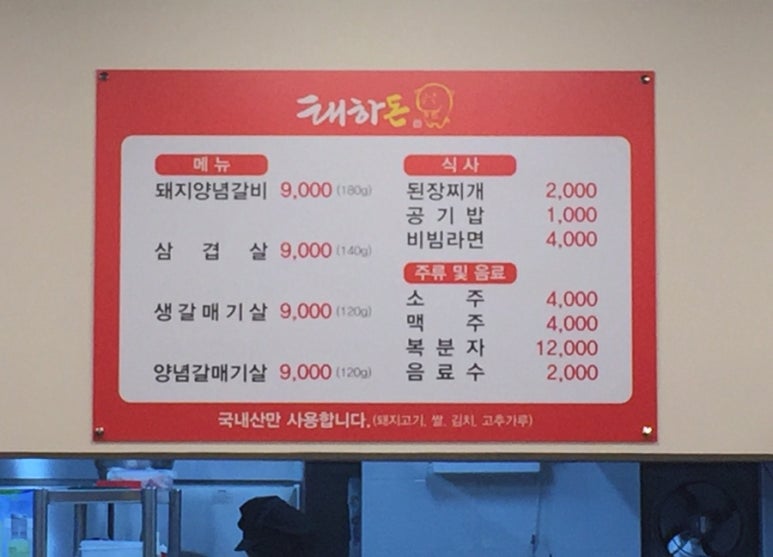 태하돈
메뉴
돼지양념갈비 9,000 (180g)
삼 겹 살 9,000 (140g)
생갈매기살 9,000 (120g)
양념갈매기살 9,000 (120g)
식사
된장찌개 2,000
공 기 밥 1,000
비빔라면 4,000
주류 및 음료
소 주 4,000
맥 주 4,000
복 분 자 12,000
음 료 수 2,000
국내산만 사용합니다.(돼지고기, 쌀, 김치, 고추가루)